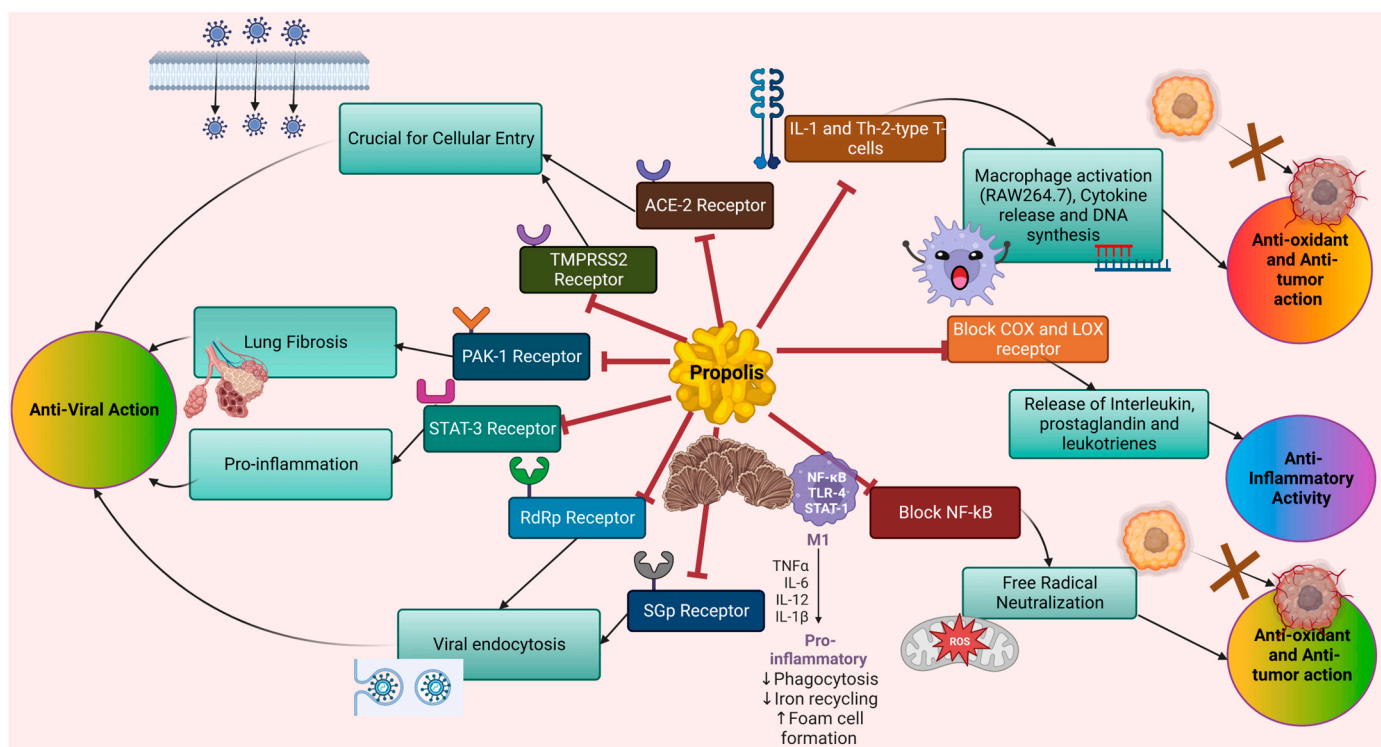 Crucial for Cellular Entry
ACE-2 Receptor
TMPRSS2
Receptor
Lung Fibrosis
PAK-1 Receptor
Anti-Viral Action
STAT-3 Receptor
Pro-inflammation
RdRp Receptor
SGp Receptor
Viral endocytosis
Propolis
IL-1 and Th-2-type T-
cells
Macrophage activation
(RAW264.7), Cytokine
release and DNA
synthesis
Anti-oxidant
and Anti-
tumor
action
Block COX and LOX
receptor
Release of Interleukin,
prostaglandin and
leukotrienes
Anti-
Inflammatory
Activity
NF-κB
TLR-4
STAT-1
M1
TNFα
IL-6
IL-12
IL-1β
Pro-
inflammatory
↓Phagocytosis
↓Iron recycling
↑Foam cell
formation
Block NF-kB
Free Radical
Neutralization
ROS
Anti-oxidant
and Anti-
tumor action